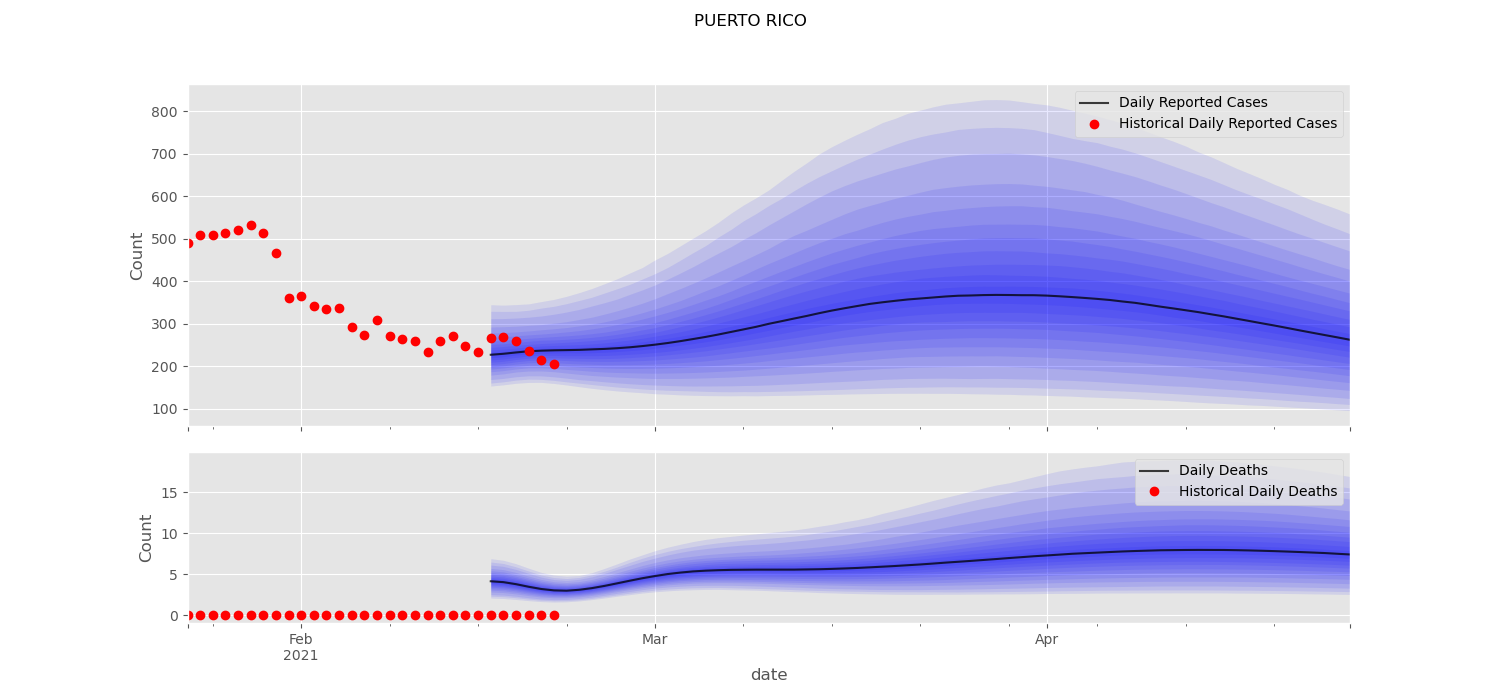 PUERTO RICO
800
700
600
500
400
300
200
100
Count
Daily Reported Cases
Historical Daily Reported Cases
15
10
5
0
Count
Daily Deaths
Historical Daily Deaths
Feb
2021
Mar
Apr
date